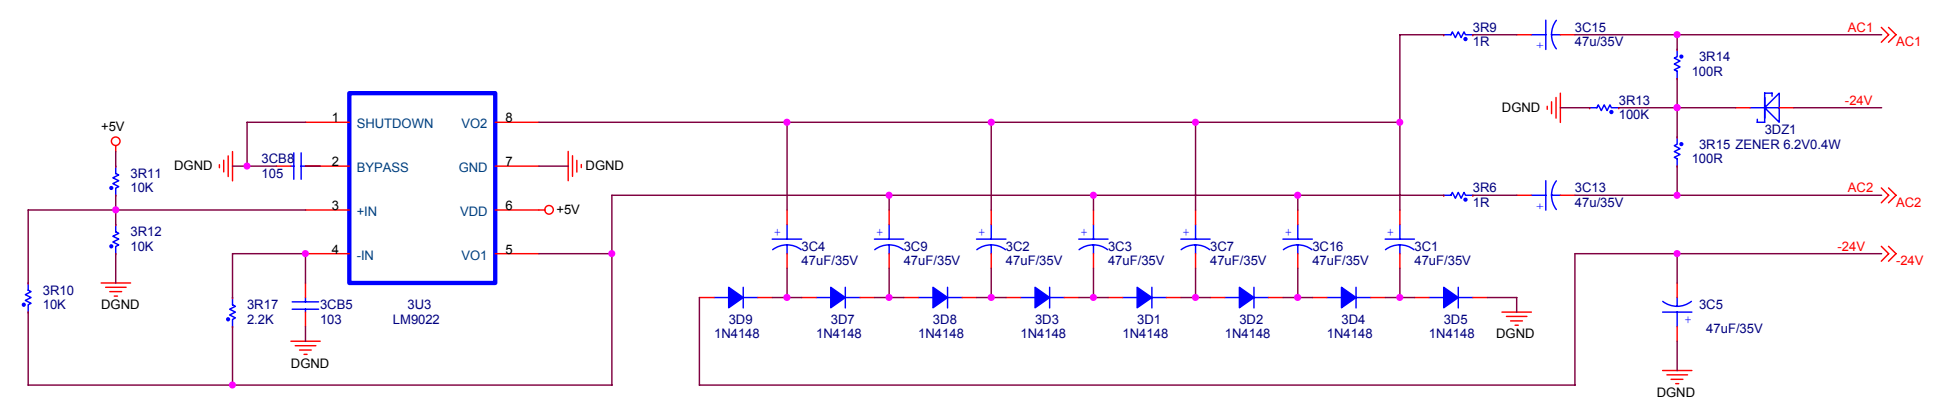 +5V
3R11
10K
3R12
10K
DGND
3R10
10K
3R17
2.2K
3CB5
103
DGND
DGND
3CB8
105
1
2
3
4
SHUTDOWN
BYPASS
+IN
-IN
VO2
GND
VDD
VO1
8
7
6
5
3U3
LM9022
DGND
+5V
+
3C4
47uF/35V
+
3C9
47uF/35V
+
3C2
47uF/35V
+
3C3
47uF/35V
+
3C7
47uF/35V
+
3C16
47uF/35V
+
3C1
47uF/35V
3D9
1N4148
3D7
1N4148
3D8
1N4148
3D3
1N4148
3D1
1N4148
3D2
1N4148
3D4
1N4148
3D5
1N4148
DGND
3R9
1R
+
3C15
47u/35V
AC1
AC1
3R14
100R
DGND
3R13
100K
-24V
3DZ1
3R15 ZENER 6.2V0.4W
100R
3R6
1R
+
3C13
47u/35V
AC2
AC2
-24V
-24V
3C5
+
47uF/35V
DGND